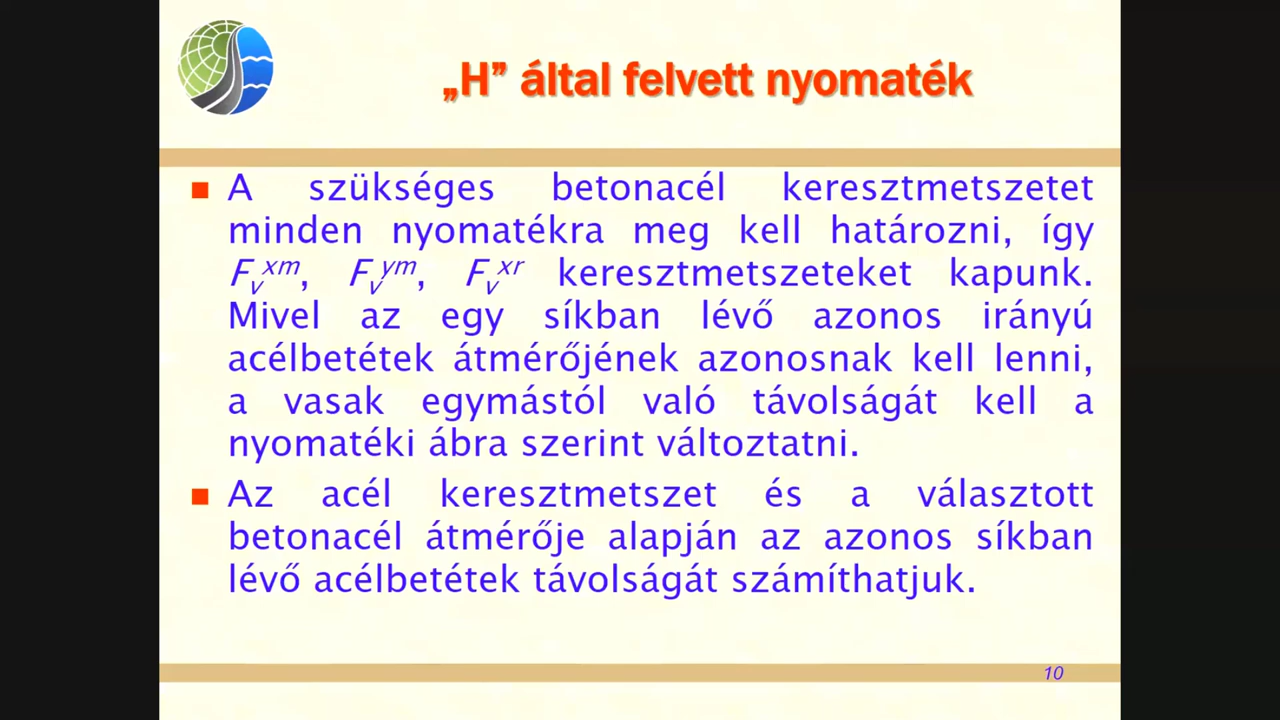 „H” által felvett nyomaték
A szükséges betonacél keresztmetszetet
minden nyomatékra meg kell határozni, így
Fᵥˣᵐ, Fᵥʸᵐ, Fᵥˣʳ keresztmetszeteket kapunk.
Mivel az egy síkban lévő azonos irányú
acélbetétek átmérőjének azonosnak kell lenni,
a vasak egymástól való távolságát kell a
nyomatéki ábra szerint változtatni.
Az acél keresztmetszet és a választott
betonacél átmérője alapján az azonos síkban
lévő acélbetétek távolságát számíthatjuk.
10